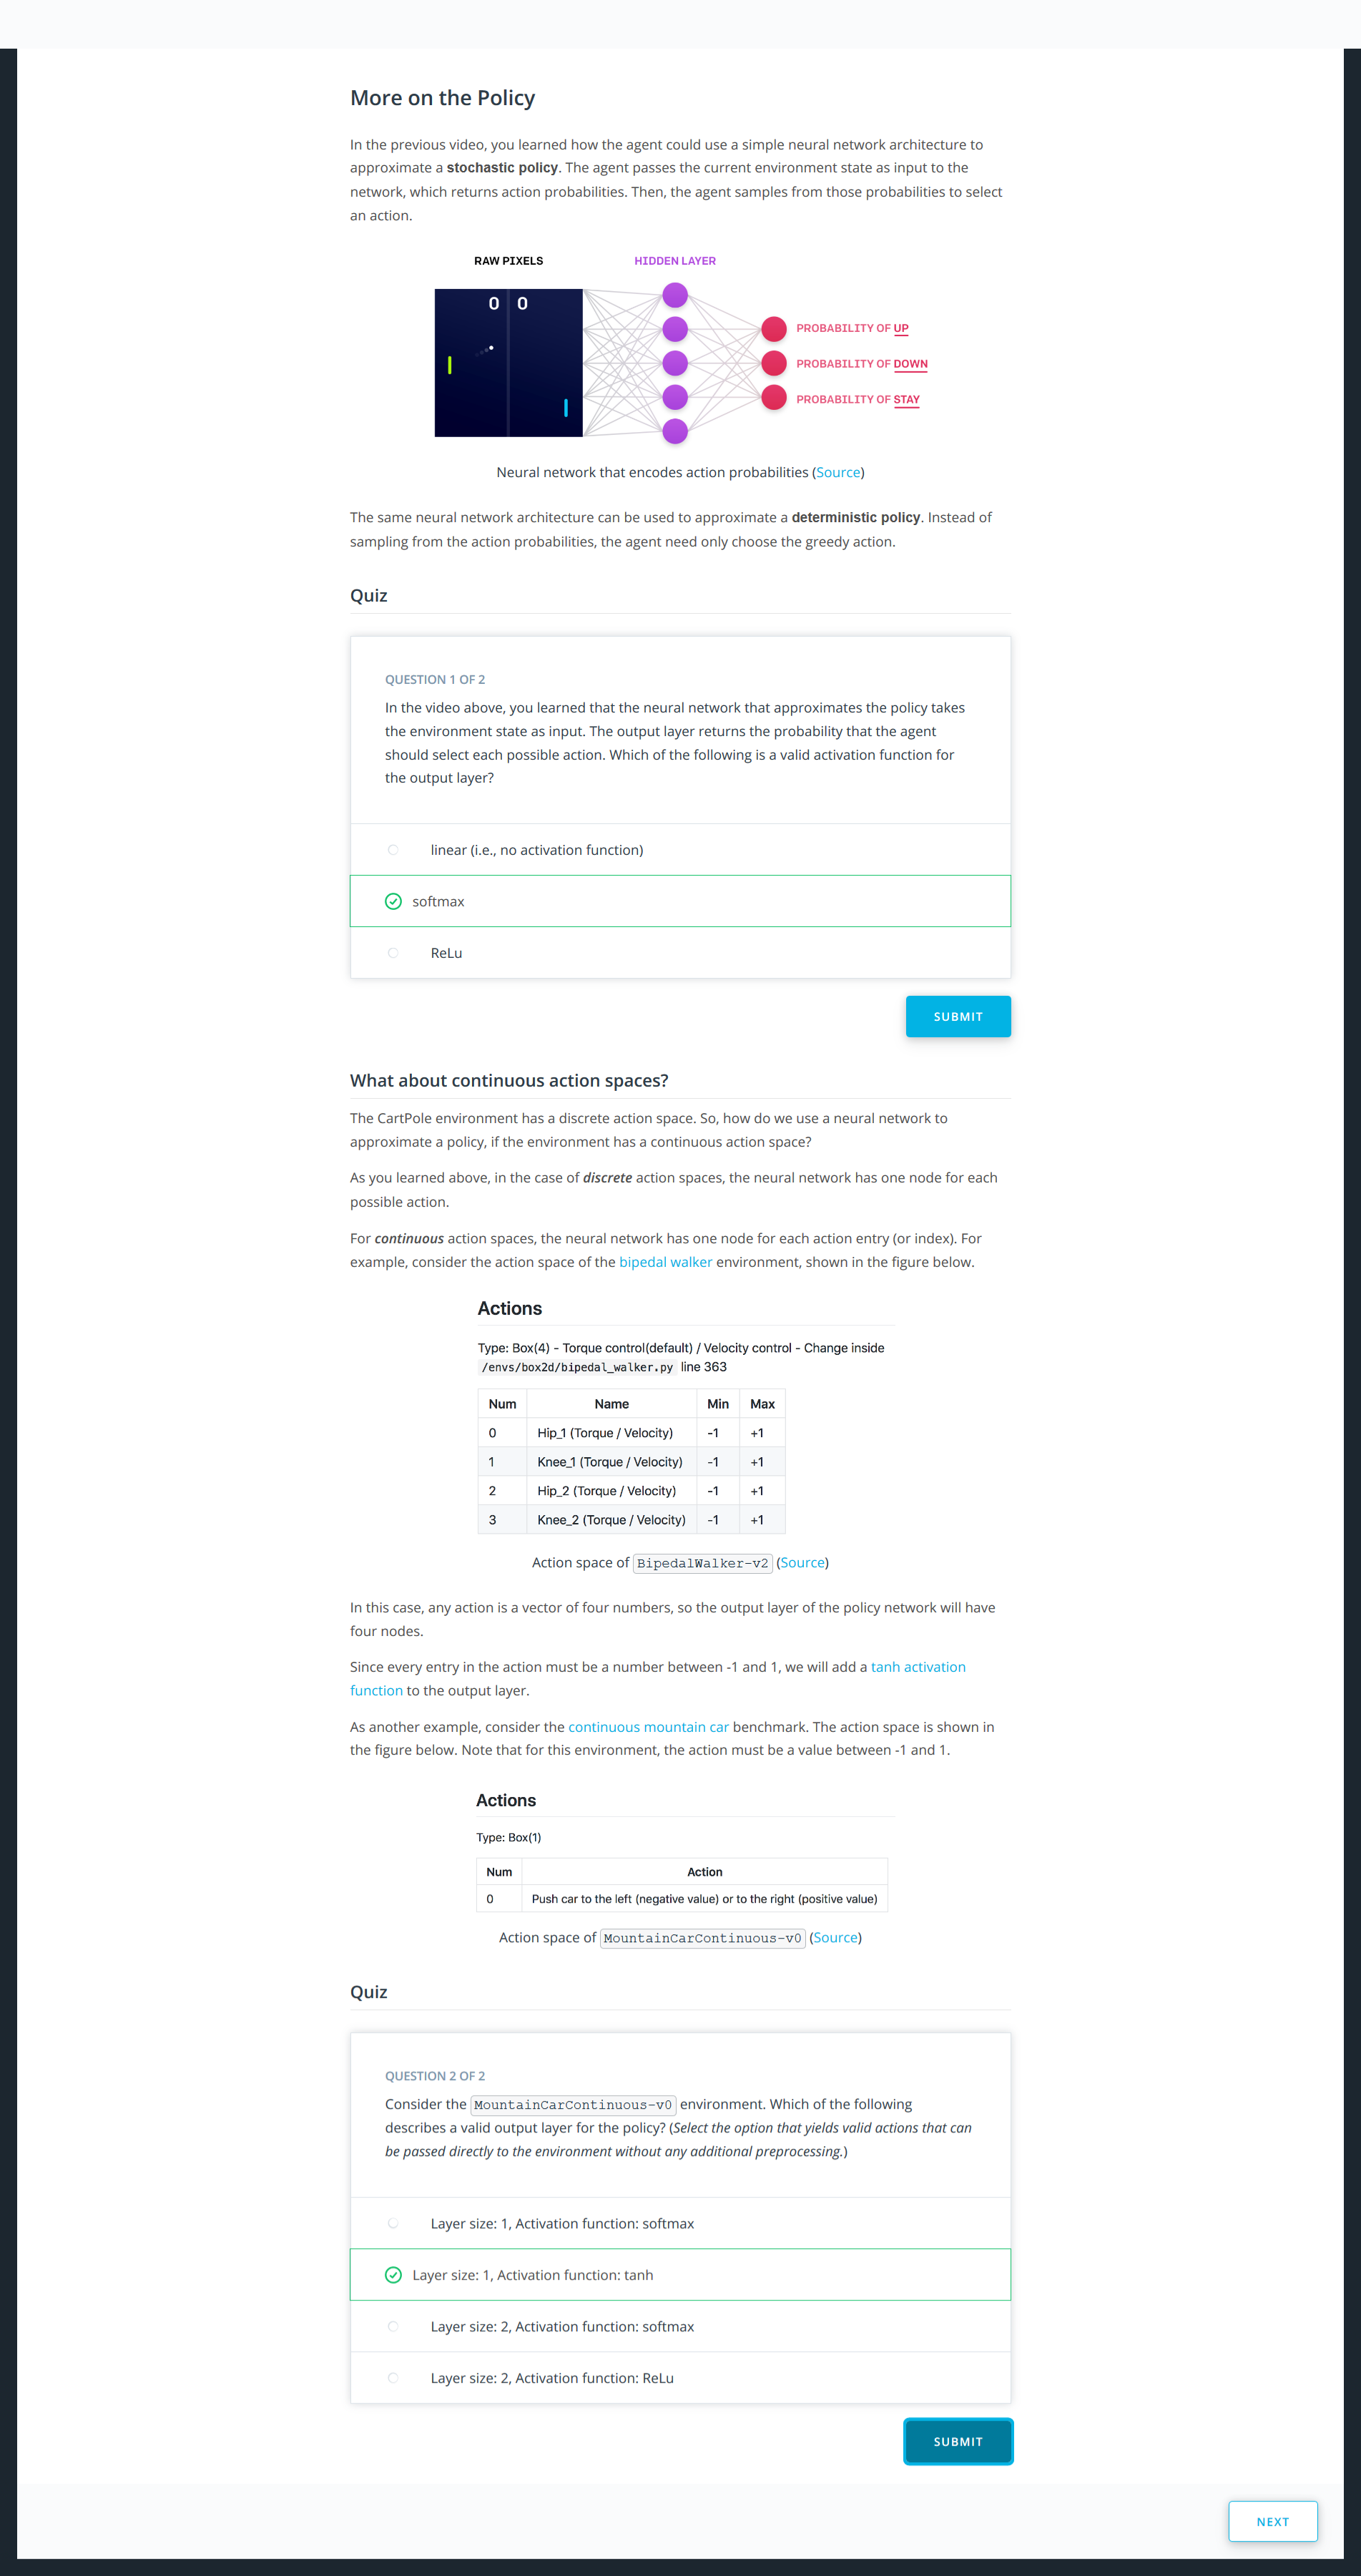 More on the Policy
In the previous video, you learned how the agent could use a simple neural network architecture to
approximate a stochastic policy. The agent passes the current environment state as input to the
network, which returns action probabilities. Then, the agent samples from those probabilities to select
an action.
RAW PIXELS
HIDDEN LAYER
0 0
PROBABILITY OF UP
PROBABILITY OF DOWN
PROBABILITY OF STAY
Neural network that encodes action probabilities (Source)
The same neural network architecture can be used to approximate a deterministic policy. Instead of
sampling from the action probabilities, the agent need only choose the greedy action.
Quiz
QUESTION 1 OF 2
In the video above, you learned that the neural network that approximates the policy takes
the environment state as input. The output layer returns the probability that the agent
should select each possible action. Which of the following is a valid activation function for
the output layer?
linear (i.e., no activation function)
softmax
ReLu
SUBMIT
What about continuous action spaces?
The CartPole environment has a discrete action space. So, how do we use a neural network to
approximate a policy, if the environment has a continuous action space?
As you learned above, in the case of discrete action spaces, the neural network has one node for each
possible action.
For continuous action spaces, the neural network has one node for each action entry (or index). For
example, consider the action space of the bipedal walker environment, shown in the figure below.
Actions
Type: Box(4) - Torque control(default) / Velocity control - Change inside
/envs/box2d/bipedal_walker.py line 363
Num Name Min Max
0 Hip_1 (Torque / Velocity) -1 +1
1 Knee_1 (Torque / Velocity) -1 +1
2 Hip_2 (Torque / Velocity) -1 +1
3 Knee_2 (Torque / Velocity) -1 +1
Action space of BipedalWalker-v2 (Source)
In this case, any action is a vector of four numbers, so the output layer of the policy network will have
four nodes.
Since every entry in the action must be a number between -1 and 1, we will add a tanh activation
function to the output layer.
As another example, consider the continuous mountain car benchmark. The action space is shown in
the figure below. Note that for this environment, the action must be a value between -1 and 1.
Actions
Type: Box(1)
Num Action
0 Push car to the left (negative value) or to the right (positive value)
Action space of MountainCarContinuous-v0 (Source)
Quiz
QUESTION 2 OF 2
Consider the MountainCarContinuous-v0 environment. Which of the following
describes a valid output layer for the policy? (Select the option that yields valid actions that can
be passed directly to the environment without any additional preprocessing.)
Layer size: 1, Activation function: softmax
Layer size: 1, Activation function: tanh
Layer size: 2, Activation function: softmax
Layer size: 2, Activation function: ReLu
SUBMIT
NEXT